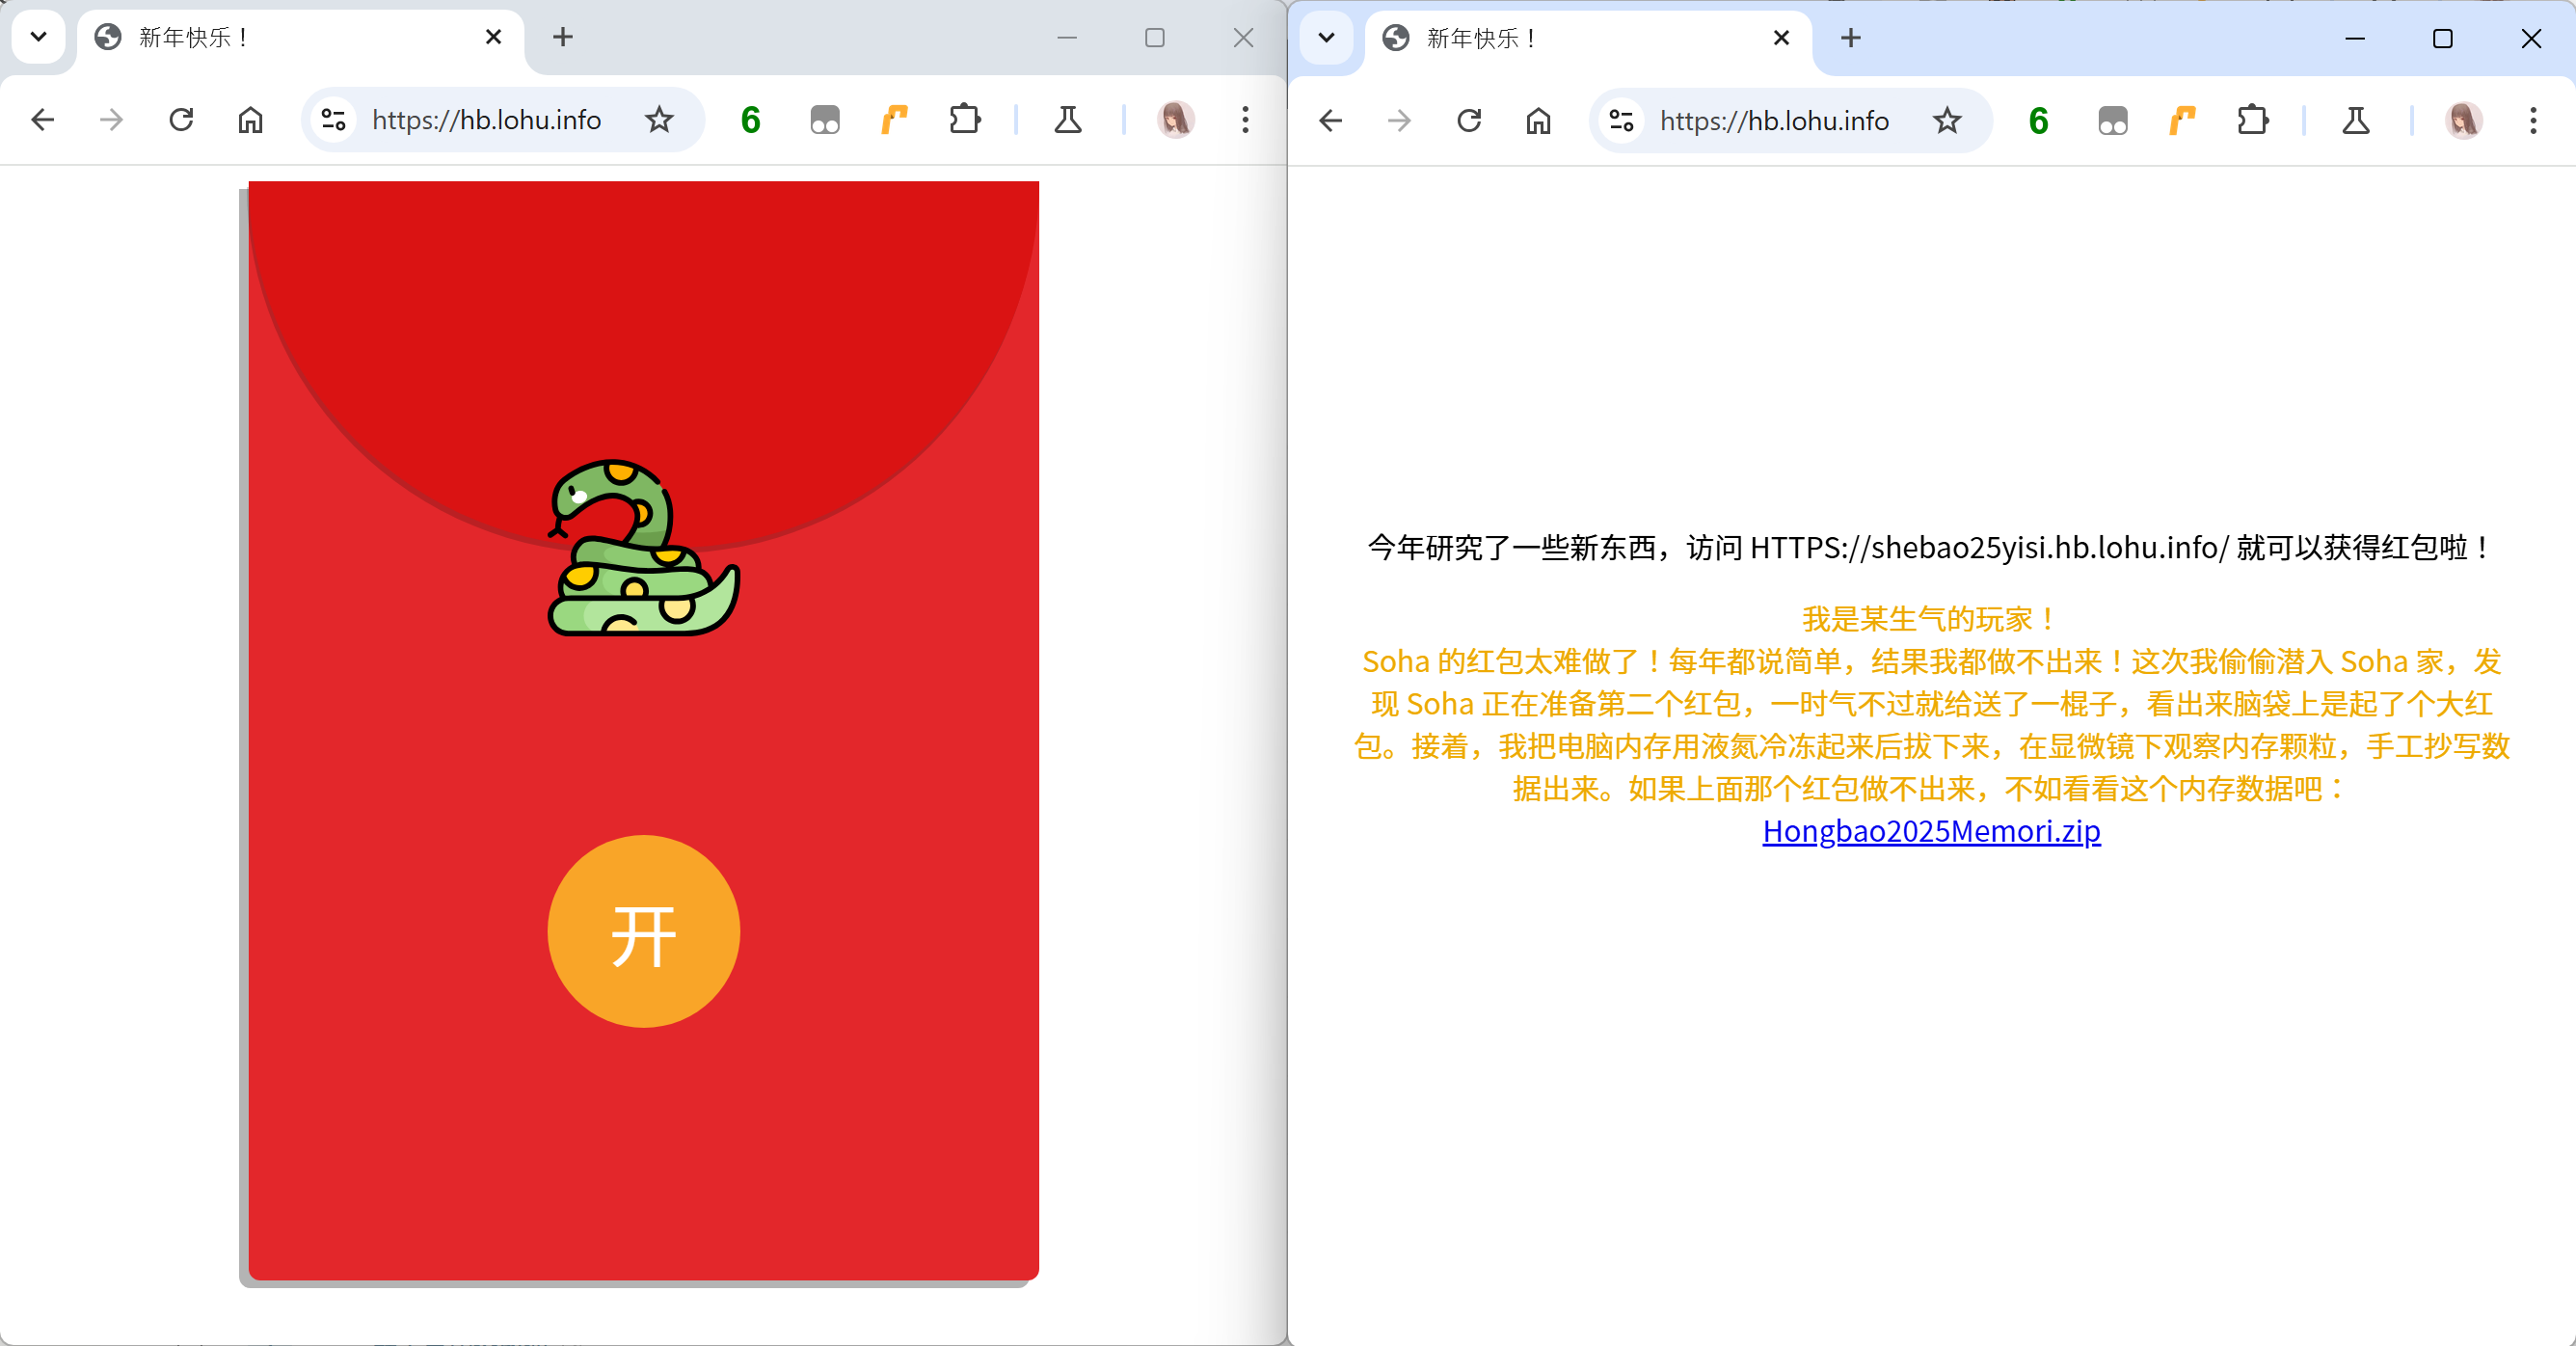 新年快乐！
https://hb.lohu.info
6
开
新年快乐！
https://hb.lohu.info
6
今年研究了一些新东西，访问 HTTPS://shebao25yisi.hb.lohu.info/ 就可以获得红包啦！
我是某生气的玩家！
Soha 的红包太难做了！每年都说简单，结果我都做不出来！这次我偷偷潜入 Soha 家，发
现 Soha 正在准备第二个红包，一时气不过就给送了一棍子，看出来脑袋上是起了个大红
包。接着，我把电脑内存用液氮冷冻起来后拔下来，在显微镜下观察内存颗粒，手工抄写数
据出来。如果上面那个红包做不出来，不如看看这个内存数据吧：
Hongbao2025Memori.zip